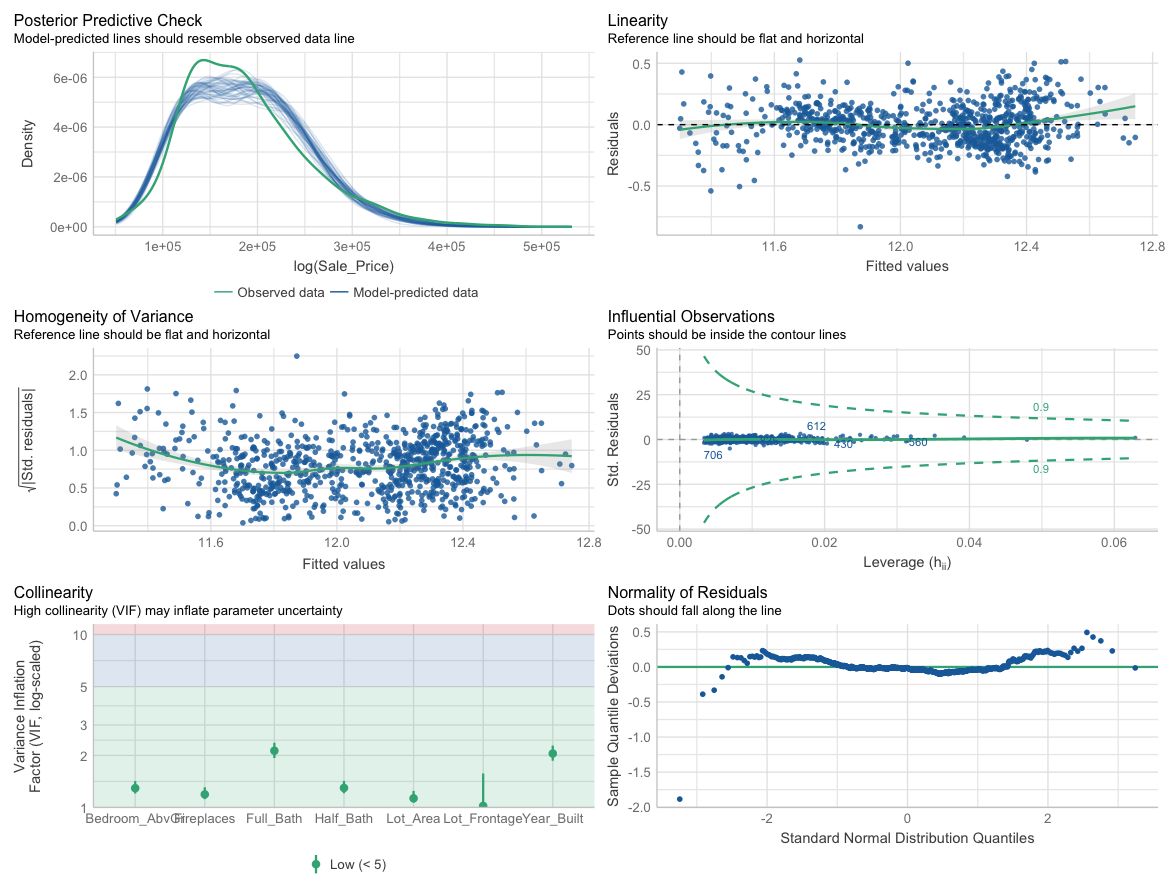 Posterior Predictive Check
Model-predicted lines should resemble observed data line
Density
6e-06
4e-06
2e-06
0e+00
1e+05 2e+05 3e+05 4e+05 5e+05
log(Sale_Price)
Observed data Model-predicted data
Linearity
Reference line should be flat and horizontal
Residuals
0.5
0.0
-0.5
11.6 12.0 12.4 12.8
Fitted values
Homogeneity of Variance
Reference line should be flat and horizontal
√|Std. residuals|
2.0
1.5
1.0
0.5
0.0
11.6 12.0 12.4 12.8
Fitted values
Influential Observations
Points should be inside the contour lines
Std. Residuals
50
25
0
-25
-50
0.9
612
430
560
706
0.9
0.00 0.02 0.04 0.06
Leverage (hii)
Collinearity
High collinearity (VIF) may inflate parameter uncertainty
Variance Inflation
Factor (VIF, log-scaled)
10
5
3
2
1
Bedroom_AbvGr Fireplaces Full_Bath Half_Bath Lot_Area Lot_Frontage Year_Built
Low (< 5)
Normality of Residuals
Dots should fall along the line
Sample Quantile Deviations
0.5
0.0
-0.5
-1.0
-1.5
-2.0
-2 0 2
Standard Normal Distribution Quantiles